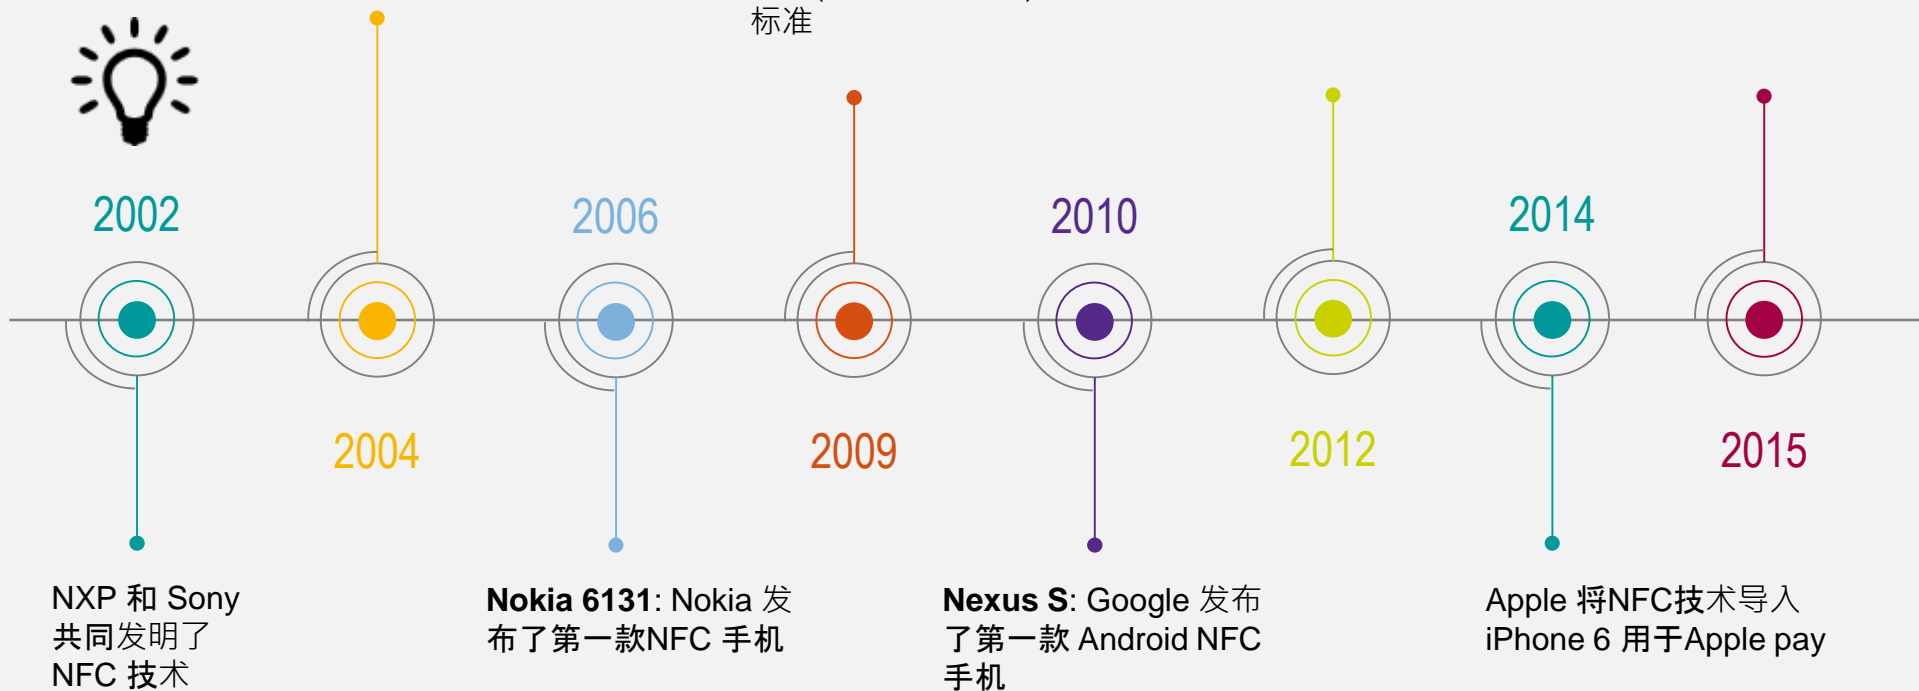 标准
2002
2006
2010
2014
2004
2009
2012
2015
NXP 和 Sony
共同发明了
NFC 技术
Nokia 6131: Nokia 发
布了第一款NFC 手机
Nexus S: Google 发布
了第一款 Android NFC
手机
Apple 将NFC技术导入
iPhone 6 用于Apple pay